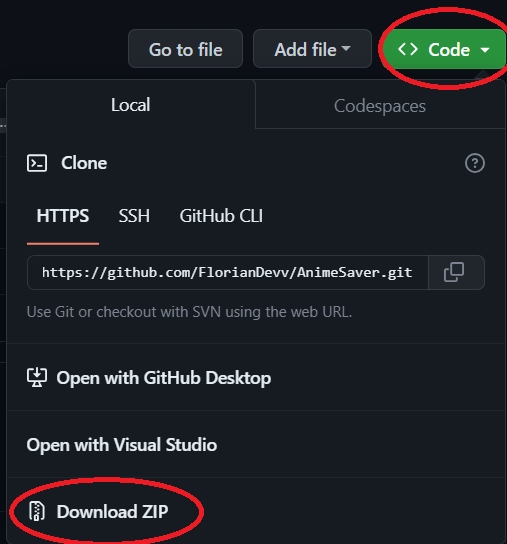 Go to file Add file <> Code
Local Codespaces
Clone
HTTPS SSH GitHub CLI
https://github.com/FlorianDevv/AnimeSaver.git
Use Git or checkout with SVN using the web URL.
Open with GitHub Desktop
Open with Visual Studio
Download ZIP